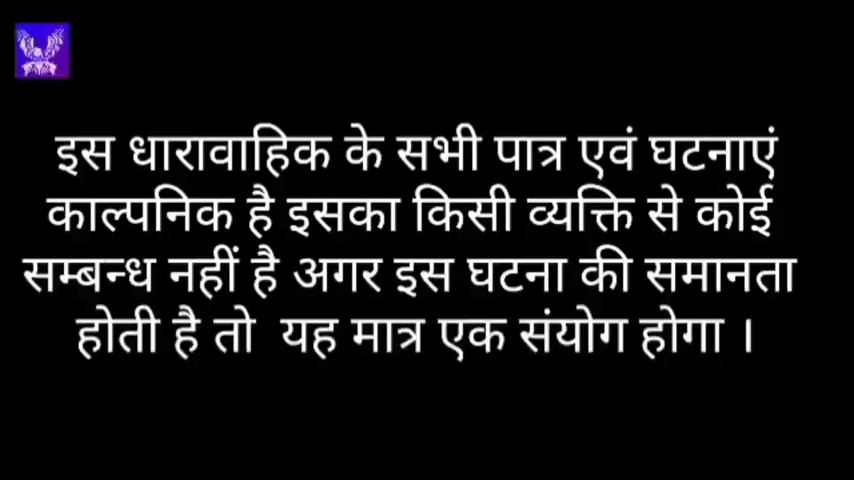 इस धारावाहिक के सभी पात्र एवं घटनाएं
काल्पनिक है इसका किसी व्यक्ति से कोई
सम्बन्ध नहीं है अगर इस घटना की समानता
होती है तो यह मात्र एक संयोग होगा ।